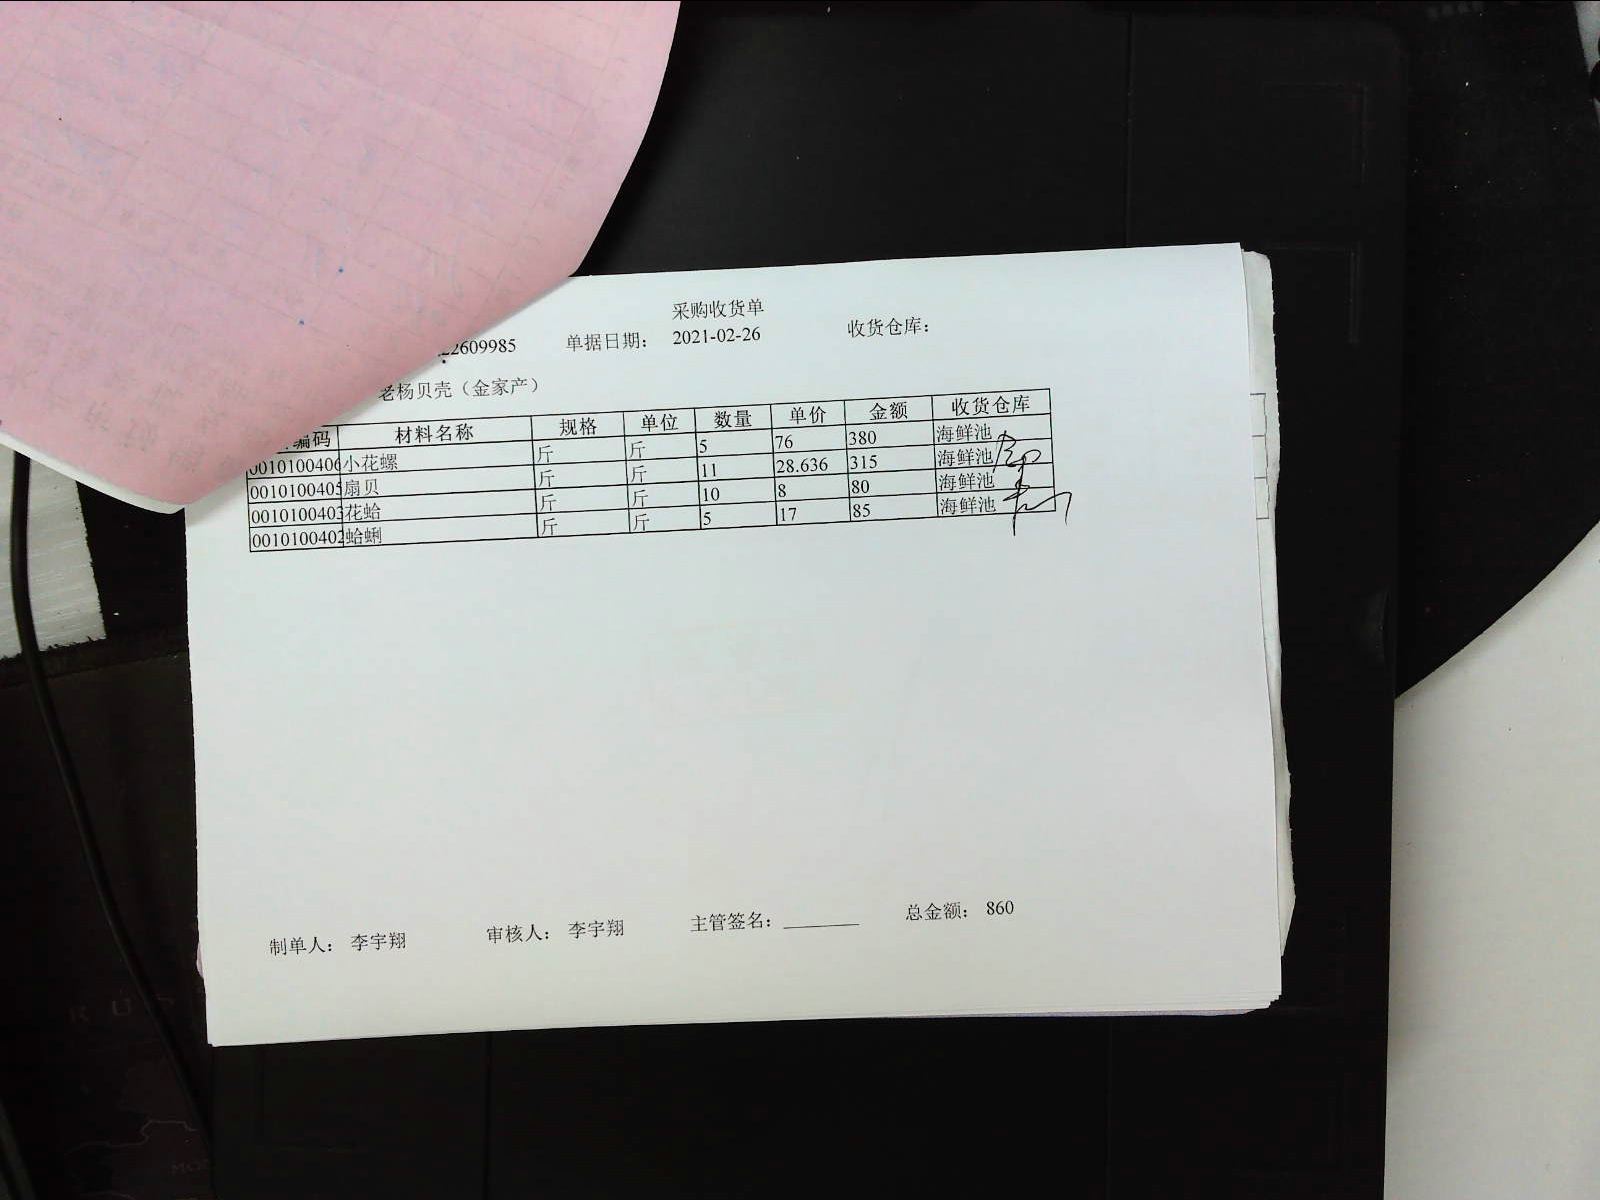 采购收货单
22609985 单据日期： 2021-02-26 收货仓库：
老杨贝壳（金家产）
编码 材料名称 规格 单位 数量 单价 金额 收货仓库
0010100406 小花螺 斤 斤 5 76 380 海鲜池
0010100405 扇贝 斤 斤 11 28.636 315 海鲜池
0010100403 花蛤 斤 斤 10 8 80 海鲜池
0010100402 蛤蜊 斤 斤 5 17 85 海鲜池
制单人： 李宇翔 审核人： 李宇翔 主管签名： 总金额： 860